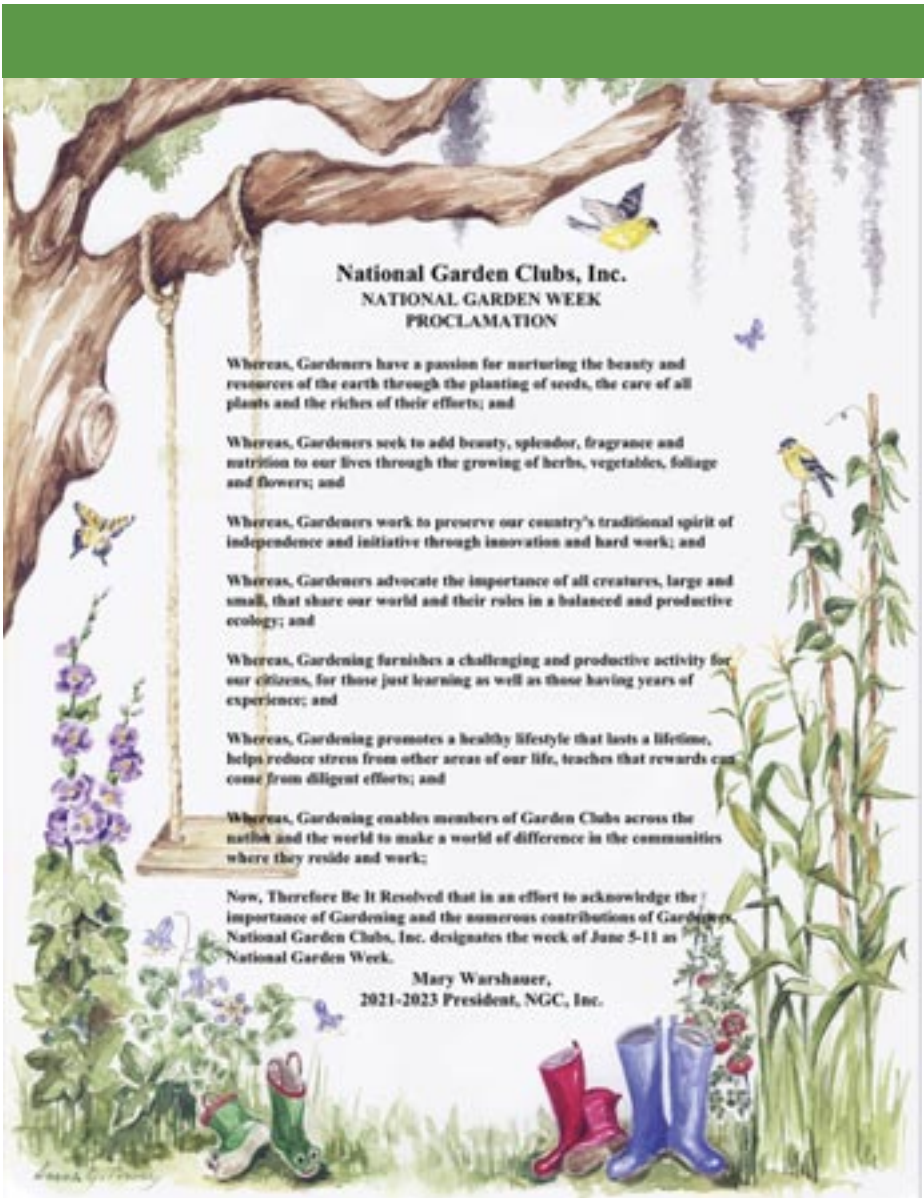 National Garden Clubs, Inc.
NATIONAL GARDEN WEEK
PROCLAMATION
Whereas, Gardeners have a passion for nurturing the beauty and
resources of the earth through the planting of seeds, the care of all
plants and the riches of their efforts; and
Whereas, Gardeners seek to add beauty, splendor, fragrance and
nutrition to our lives through the growing of herbs, vegetables, foliage
and flowers; and
Whereas, Gardeners work to preserve our country's traditional spirit of
independence and initiative through innovation and hard work; and
Whereas, Gardeners advocate the importance of all creatures, large and
small, that share our world and their roles in a balanced and productive
ecology; and
Whereas, Gardening furnishes a challenging and productive activity for
our citizens, for those just learning as well as those having years of
experience; and
Whereas, Gardening promotes a healthy lifestyle that lasts a lifetime,
helps reduce stress from other areas of our life, teaches that rewards can
come from diligent efforts; and
Whereas, Gardening enables members of Garden Clubs across the
nation and the world to make a world of difference in the communities
where they reside and work;
Now, Therefore Be It Resolved that in an effort to acknowledge the
importance of Gardening and the numerous contributions of Gardeners,
National Garden Clubs, Inc. designates the week of June 5-11 as
National Garden Week.
Mary Warshauer,
2021-2023 President, NGC, Inc.